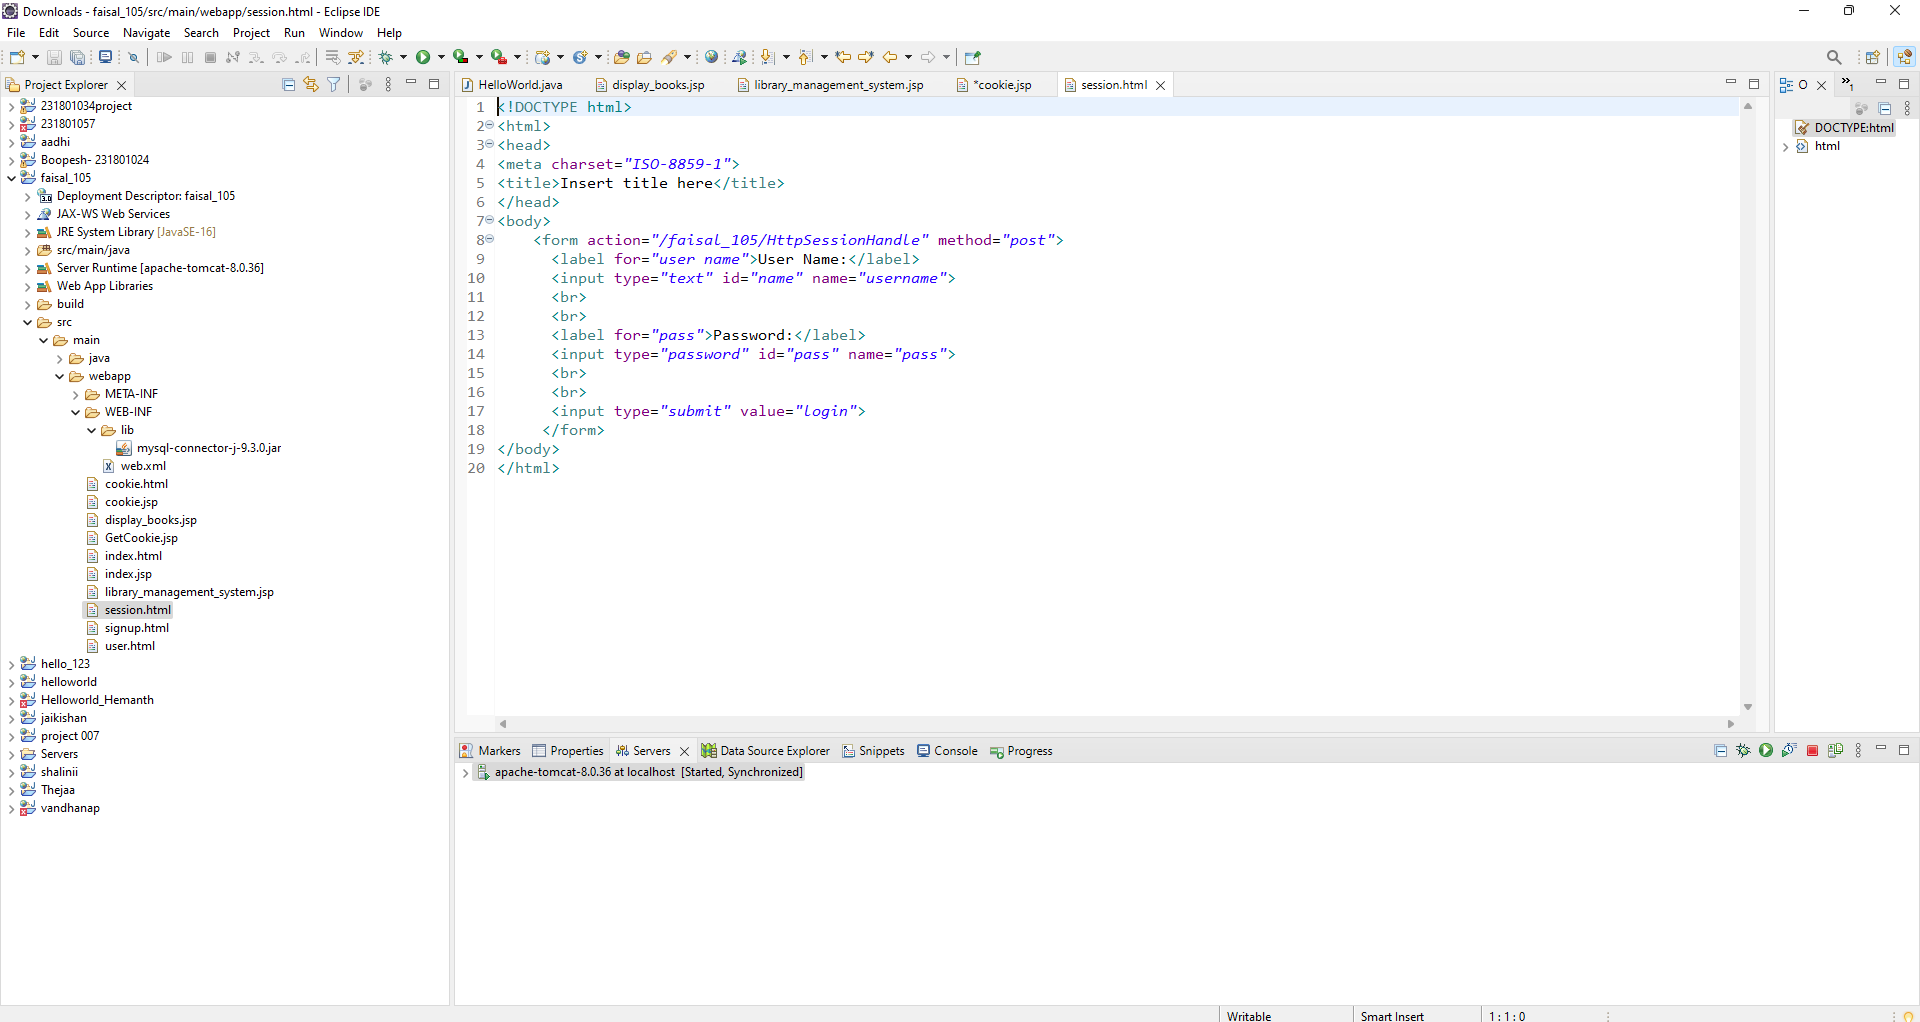 Downloads - faisal_105/src/main/webapp/session.html - Eclipse IDE
File Edit Source Navigate Search Project Run Window Help
Project Explorer
231801034project
231801057
aadhi
Boopesh- 231801024
faisal_105
Deployment Descriptor: faisal_105
3.0
JAX-WS Web Services
JRE System Library [JavaSE-16]
src/main/java
Server Runtime [apache-tomcat-8.0.36]
Web App Libraries
build
src
main
java
webapp
META-INF
WEB-INF
lib
mysql-connector-j-9.3.0.jar
web.xml
cookie.html
cookie.jsp
display_books.jsp
GetCookie.jsp
index.html
index.jsp
library_management_system.jsp
session.html
signup.html
user.html
hello_123
helloworld
Helloworld_Hemanth
jaikishan
project 007
Servers
shalinii
Thejaa
vandhanap
HelloWorld.java display_books.jsp library_management_system.jsp *cookie.jsp session.html
1 <!DOCTYPE html>
2 <html>
3 <head>
4 <meta charset="ISO-8859-1">
5 <title>Insert title here</title>
6 </head>
7 <body>
8 <form action="/faisal_105/HttpSessionHandle" method="post">
9 <label for="user name">User Name:</label>
10 <input type="text" id="name" name="username">
11 <br>
12 <br>
13 <label for="pass">Password:</label>
14 <input type="password" id="pass" name="pass">
15 <br>
16 <br>
17 <input type="submit" value="login">
18 </form>
19 </body>
20 </html>
O
1
DOCTYPE:html
html
Markers Properties Servers Data Source Explorer Snippets Console Progress
apache-tomcat-8.0.36 at localhost [Started, Synchronized]
Writable Smart Insert 1 : 1 : 0